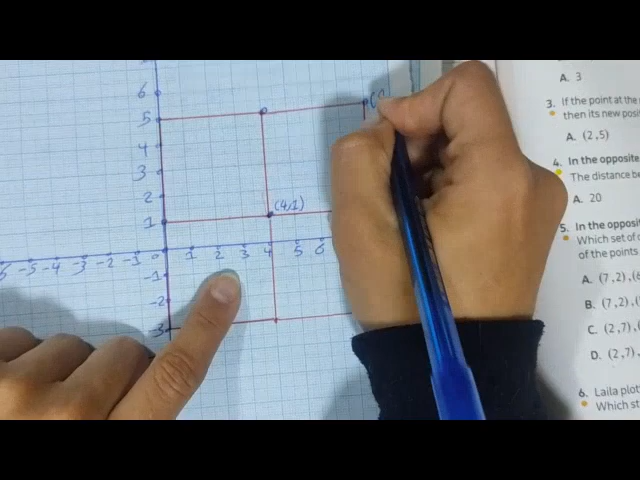 6
5
4
3
2
1
(4,1)
-5 -4 -3 -2 -1 0 1 2 3 4 5 6
-1
-2
-3
A. 3
3. If the point at the
then its new posi
A. (2,5)
4. In the opposite
The distance be
A. 20
5. In the opposi
Which set of
of the points
A. (7,2),(6
B. (7,2),(
C. (2,7),(
D. (2,7),
6. Laila plot
Which st